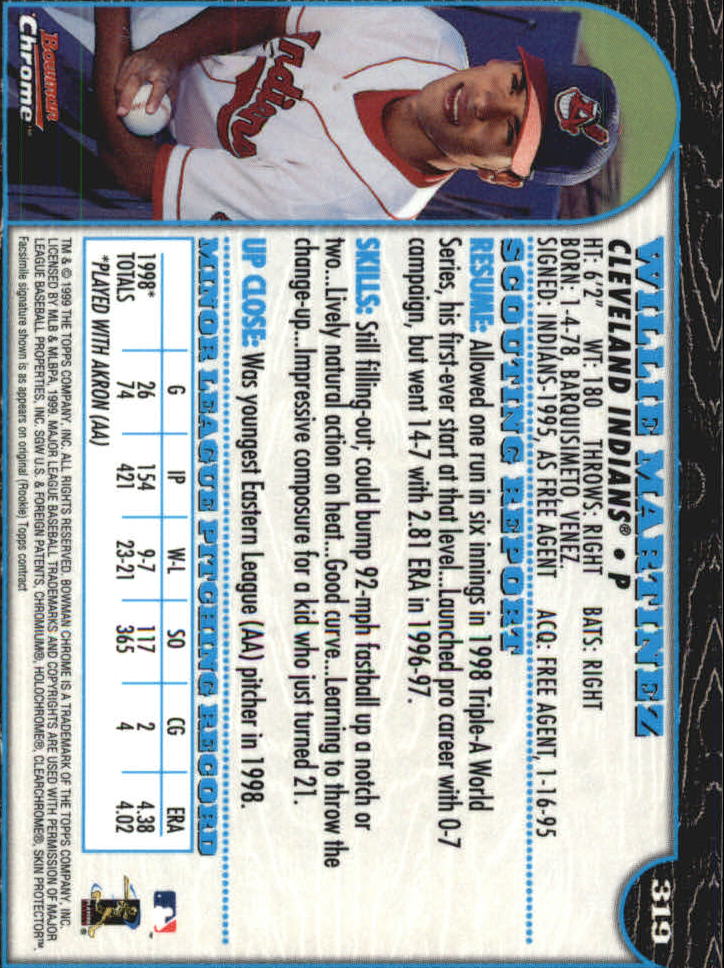 319
WILLIE MARTINEZ
CLEVELAND INDIANS® • P
HT: 6'2" WT: 180 THROWS: RIGHT BATS: RIGHT
BORN: 1-4-78 BARQUISIMETO, VENEZ
SIGNED: INDIANS-1995, AS FREE AGENT ACQ: FREE AGENT, 1-16-95
SCOUTING REPORT
RESUME: Allowed one run in six innings in 1998 Triple-A World
Series, his first-ever start at that level...Launched pro career with 0-7
campaign, but went 14-7 with 2.81 ERA in 1996-97.
SKILLS: Still filling-out; could bump 92-mph fastball up a notch or
two...Lively natural action on heat...Good curve...Learning to throw the
change-up...Impressive composure for a kid who just turned 21.
UP CLOSE: Wes youngest Eastern League (AA) pitcher in 1998.
MINOR LEAGUE PITCHING RECORD
G IP W-L SO CG ERA
1998* 26 154 9-7 117 2 4.38
TOTALS 74 421 23-21 365 4 4.02
*PLAYED WITH AKRON (AA)
TM & © 1999 THE TOPPS COMPANY, INC. ALL RIGHTS RESERVED. BOWMAN CHROME IS A TRADEMARK OF THE TOPPS COMPANY, INC.
LICENSED BY MLB & MLBPA, 1999. MAJOR LEAGUE BASEBALL TRADEMARKS AND COPYRIGHTS ARE USED WITH PERMISSION OF MAJOR
LEAGUE BASEBALL PROPERTIES, INC. SGW U.S. & FOREIGN PATENTS, CHROMIUM®, HOLOCHROME®, CLEARCHROME®, SKIN PROTECTOR™.
Facsimile signature shown is as appears on original (Rookie) Topps contract
Indians
Bowman
Chrome™